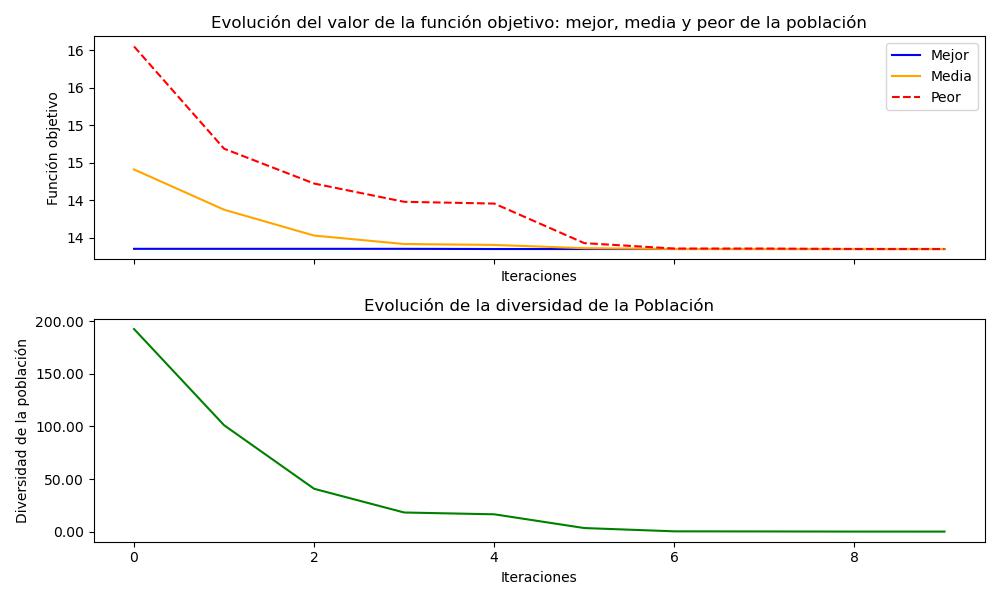 Evolución del valor de la función objetivo: mejor, media y peor de la población
Función objetivo
16
16
15
15
14
14
Mejor
Media
Peor
Iteraciones
Evolución de la diversidad de la Población
Diversidad de la población
200.00
150.00
100.00
50.00
0.00
0 2 4 6 8
Iteraciones